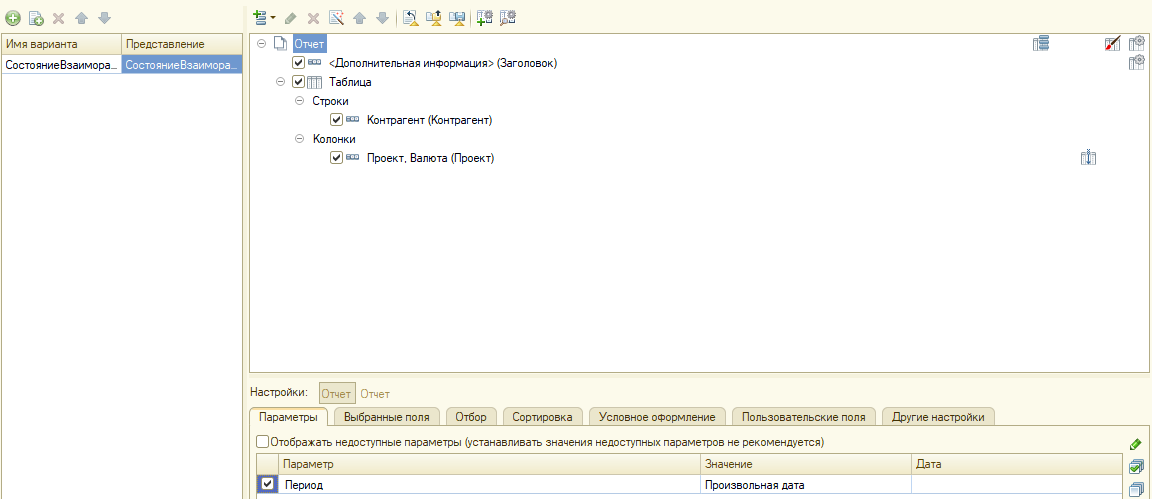 Имя варианта Представление
СостояниеВзаимора... СостояниеВзаимора...
Отчет
<Дополнительная информация> (Заголовок)
Таблица
Строки
Контрагент (Контрагент)
Колонки
Проект, Валюта (Проект)
Настройки: Отчет Отчет
Параметры Выбранные поля Отбор Сортировка Условное оформление Пользовательские поля Другие настройки
Отображать недоступные параметры (устанавливать значения недоступных параметров не рекомендуется)
Параметр Значение Дата
Период Произвольная дата